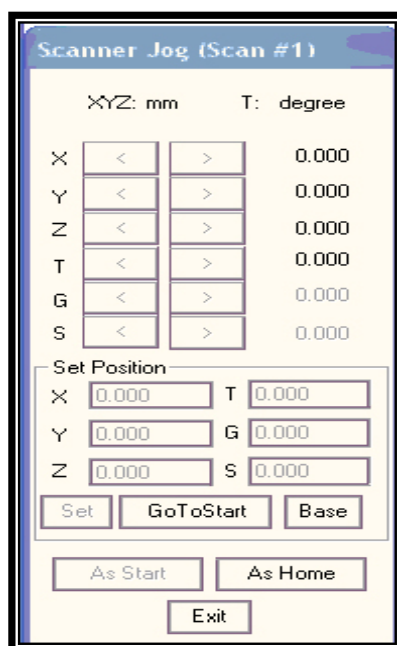 Scanner Jog (Scan #1)
XYZ: mm T: degree
X < > 0.000
Y < > 0.000
Z < > 0.000
T < > 0.000
G < > 0.000
S < > 0.000
Set Position
X 0.000 T 0.000
Y 0.000 G 0.000
Z 0.000 S 0.000
Set GoToStart Base
As Start As Home
Exit